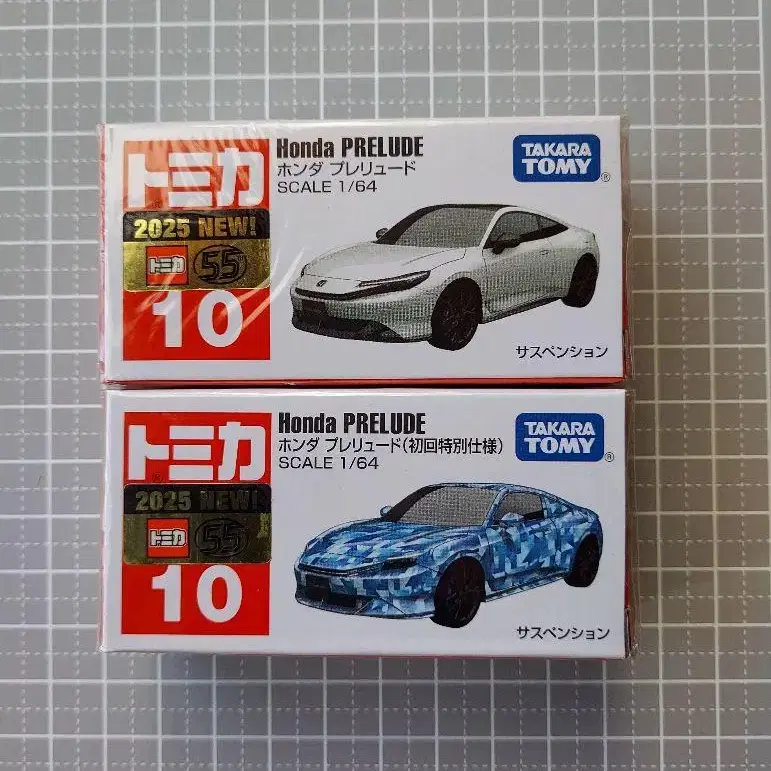 トミカ
2025 NEW!
トミカ 55
10
Honda PRELUDE
ホンダ プレリュード
SCALE 1/64
TAKARA
TOMY
®
サスペンション
トミカ
2025 NEW!
トミカ 55
10
Honda PRELUDE
ホンダ プレリュード(初回特別仕様)
SCALE 1/64
TAKARA
TOMY
®
サスペンション